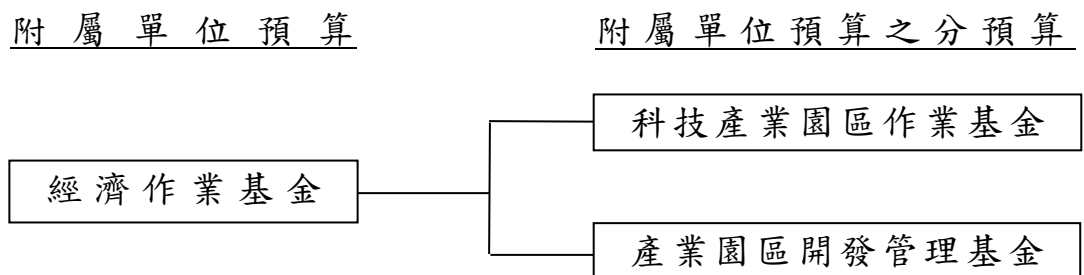 附屬單位預算
附屬單位預算之分預算
科技產業園區作業基金
經濟作業基金
產業園區開發管理基金